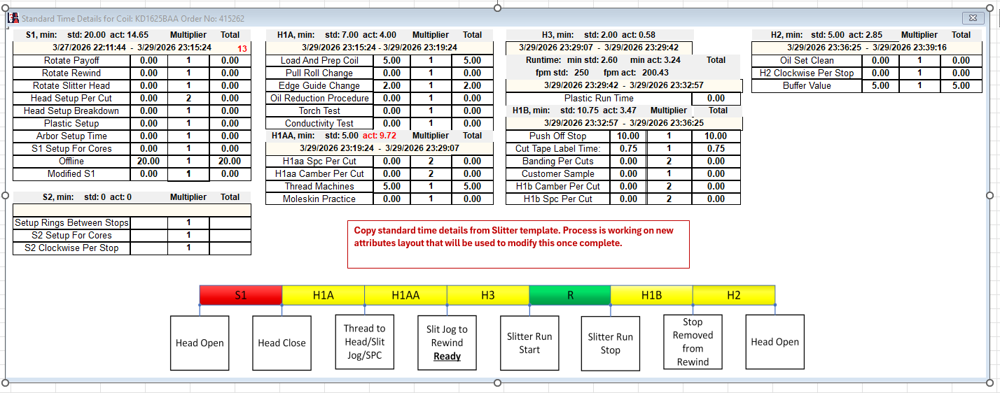 Standard Time Details for Coil: KD1625BAA Order No: 415262
S1, min: std: 20.00 act: 14.65 Multiplier Total
3/27/2026 22:11:44 - 3/29/2026 23:15:24 13
Rotate Payoff 0.00 1 0.00
Rotate Rewind 0.00 1 0.00
Rotate Slitter Head 0.00 1 0.00
Head Setup Per Cut 0.00 2 0.00
Head Setup Breakdown 0.00 1 0.00
Plastic Setup 0.00 1 0.00
Arbor Setup Time 0.00 1 0.00
S1 Setup For Cores 0.00 1 0.00
Offline 20.00 1 20.00
Modified S1 0.00 1 0.00
S2, min: std: 0 act: 0 Multiplier Total
Setup Rings Between Stops 1
S2 Setup For Cores 1
S2 Clockwise Per Stop 1
H1A, min: std: 7.00 act: 4.00 Multiplier Total
3/29/2026 23:15:24 - 3/29/2026 23:19:24
Load And Prep Coil 5.00 1 5.00
Pull Roll Change 0.00 1 0.00
Edge Guide Change 2.00 1 2.00
Oil Reduction Procedure 0.00 1 0.00
Torch Test 0.00 1 0.00
Conductivity Test 0.00 1 0.00
H1AA, min: std: 5.00 act: 9.72 Multiplier Total
3/29/2026 23:19:24 - 3/29/2026 23:29:07
H1aa Spc Per Cut 0.00 2 0.00
H1aa Camber Per Cut 0.00 2 0.00
Thread Machines 5.00 1 5.00
Moleskin Practice 0.00 1 0.00
H3, min: std: 2.00 act: 0.58
3/29/2026 23:29:07 - 3/29/2026 23:29:42
Runtime: min std: 2.60 min act: 3.24 Total
fpm std: 250 fpm act: 200.43
3/29/2026 23:29:42 - 3/29/2026 23:32:57
Plastic Run Time 0.00
H1B, min: std: 10.75 act: 3.47 Multiplier Total
3/29/2026 23:32:57 - 3/29/2026 23:36:25
Push Off Stop 10.00 1 10.00
Cut Tape Label Time: 0.75 1 0.75
Banding Per Cuts 0.00 2 0.00
Customer Sample 0.00 1 0.00
H1b Camber Per Cut 0.00 2 0.00
H1b Spc Per Cut 0.00 2 0.00
H2, min: std: 5.00 act: 2.85 Multiplier Total
3/29/2026 23:36:25 - 3/29/2026 23:39:16
Oil Set Clean 0.00 1 0.00
H2 Clockwise Per Stop 0.00 1 0.00
Buffer Value 5.00 1 5.00
Copy standard time details from Slitter template. Process is working on new
attributes layout that will be used to modify this once complete.
S1 H1A H1AA H3 R H1B H2
Head Open
Head Close
Thread to
Head/Slit
Jog/SPC
Slit Jog to
Rewind
Ready
Slitter Run
Start
Slitter Run
Stop
Stop
Removed
from
Rewind
Head Open